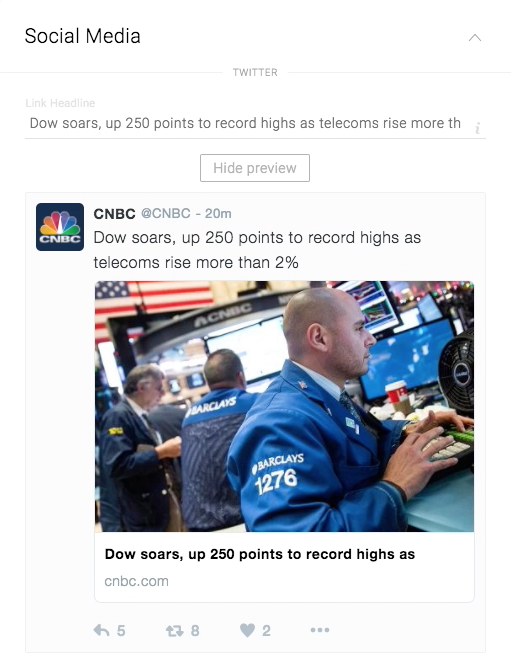 Social Media
TWITTER
Link Headline
Dow soars, up 250 points to record highs as telecoms rise more th
i
Hide preview
CNBC @CNBC - 20m
Dow soars, up 250 points to record highs as
telecoms rise more than 2%
CNBC
ACNBC
BARCLAYS
BARCLAYS
1276
Dow soars, up 250 points to record highs as
cnbc.com
5 8 2